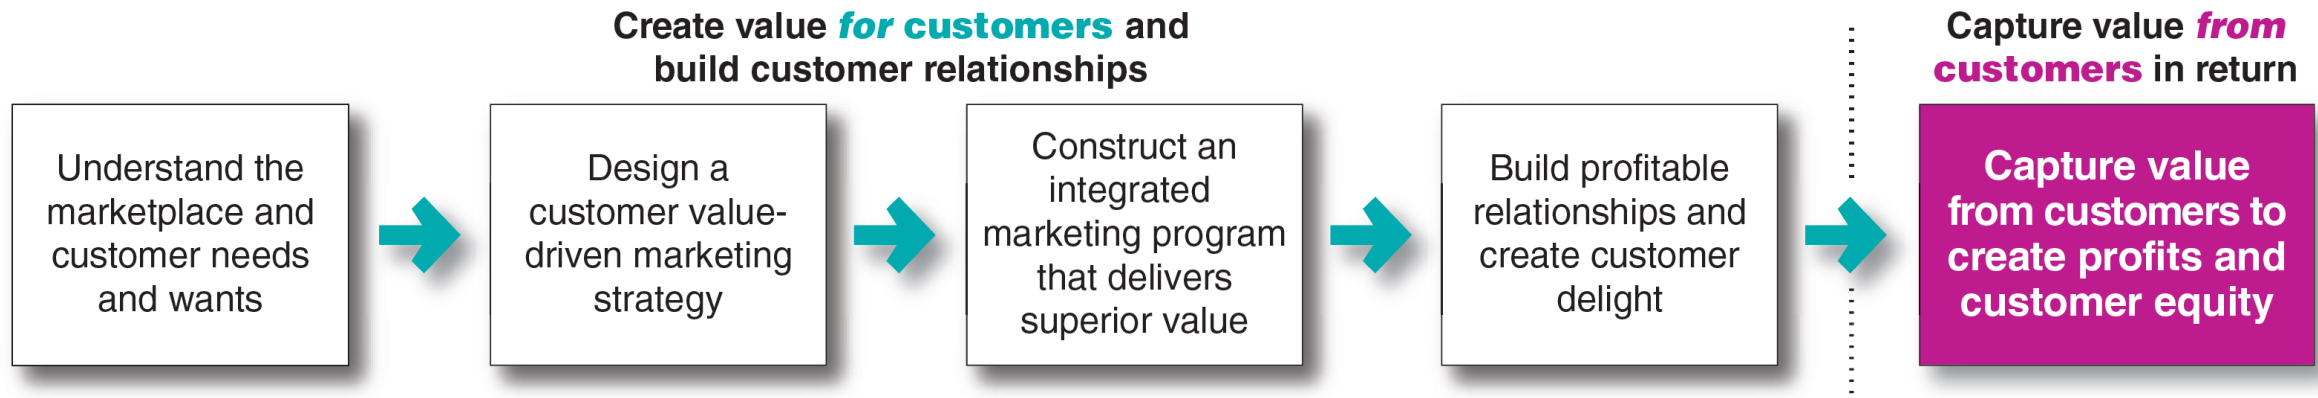 Create value for customers and
build customer relationships
Capture value from
customers in return
Understand the
marketplace and
customer needs
and wants
Design a
customer value-
driven marketing
strategy
Construct an
integrated
marketing program
that delivers
superior value
Build profitable
relationships and
create customer
delight
Capture value
from customers to
create profits and
customer equity